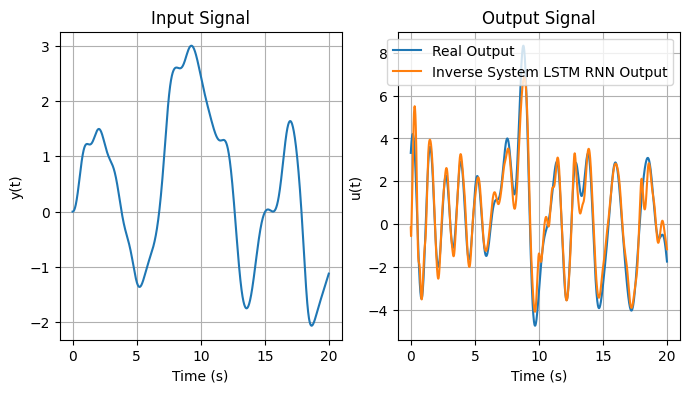 Input Signal
y(t)
3
2
1
0
−1
−2
0
5
10
15
20
Time (s)
Output Signal
Real Output
Inverse System LSTM RNN Output
u(t)
8
6
4
2
0
−2
−4
0
5
10
15
20
Time (s)